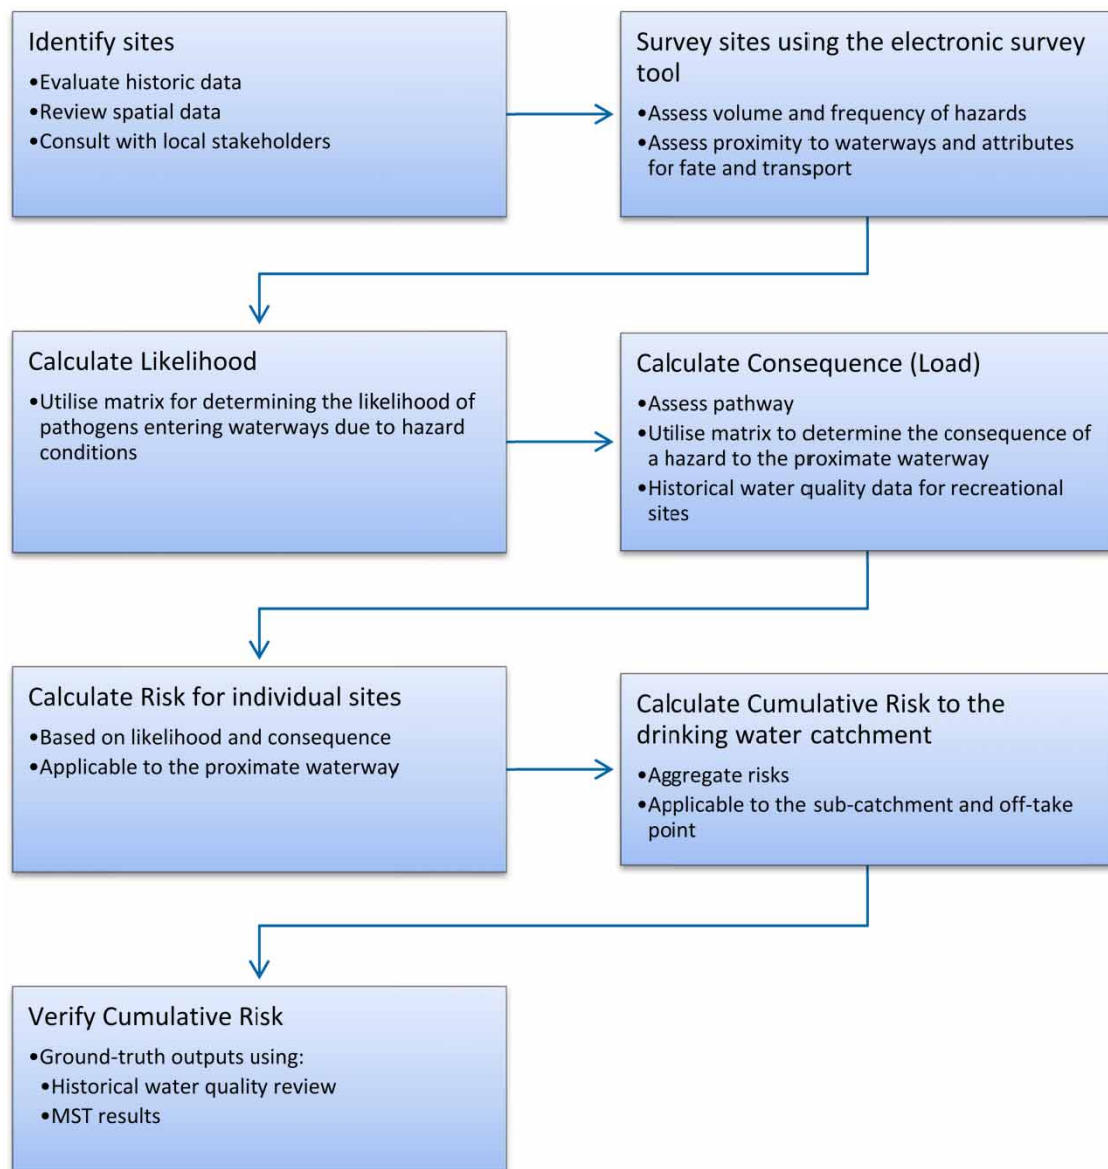 Identify sites
•Evaluate historic data
•Review spatial data
•Consult with local stakeholders
Survey sites using the electronic survey
tool
•Assess volume and frequency of hazards
•Assess proximity to waterways and attributes
for fate and transport
Calculate Likelihood
•Utilise matrix for determining the likelihood of
pathogens entering waterways due to hazard
conditions
Calculate Consequence (Load)
•Assess pathway
•Utilise matrix to determine the consequence of
a hazard to the proximate waterway
•Historical water quality data for recreational
sites
Calculate Risk for individual sites
•Based on likelihood and consequence
•Applicable to the proximate waterway
Calculate Cumulative Risk to the
drinking water catchment
•Aggregate risks
•Applicable to the sub-catchment and off-take
point
Verify Cumulative Risk
•Ground-truth outputs using:
•Historical water quality review
•MST results